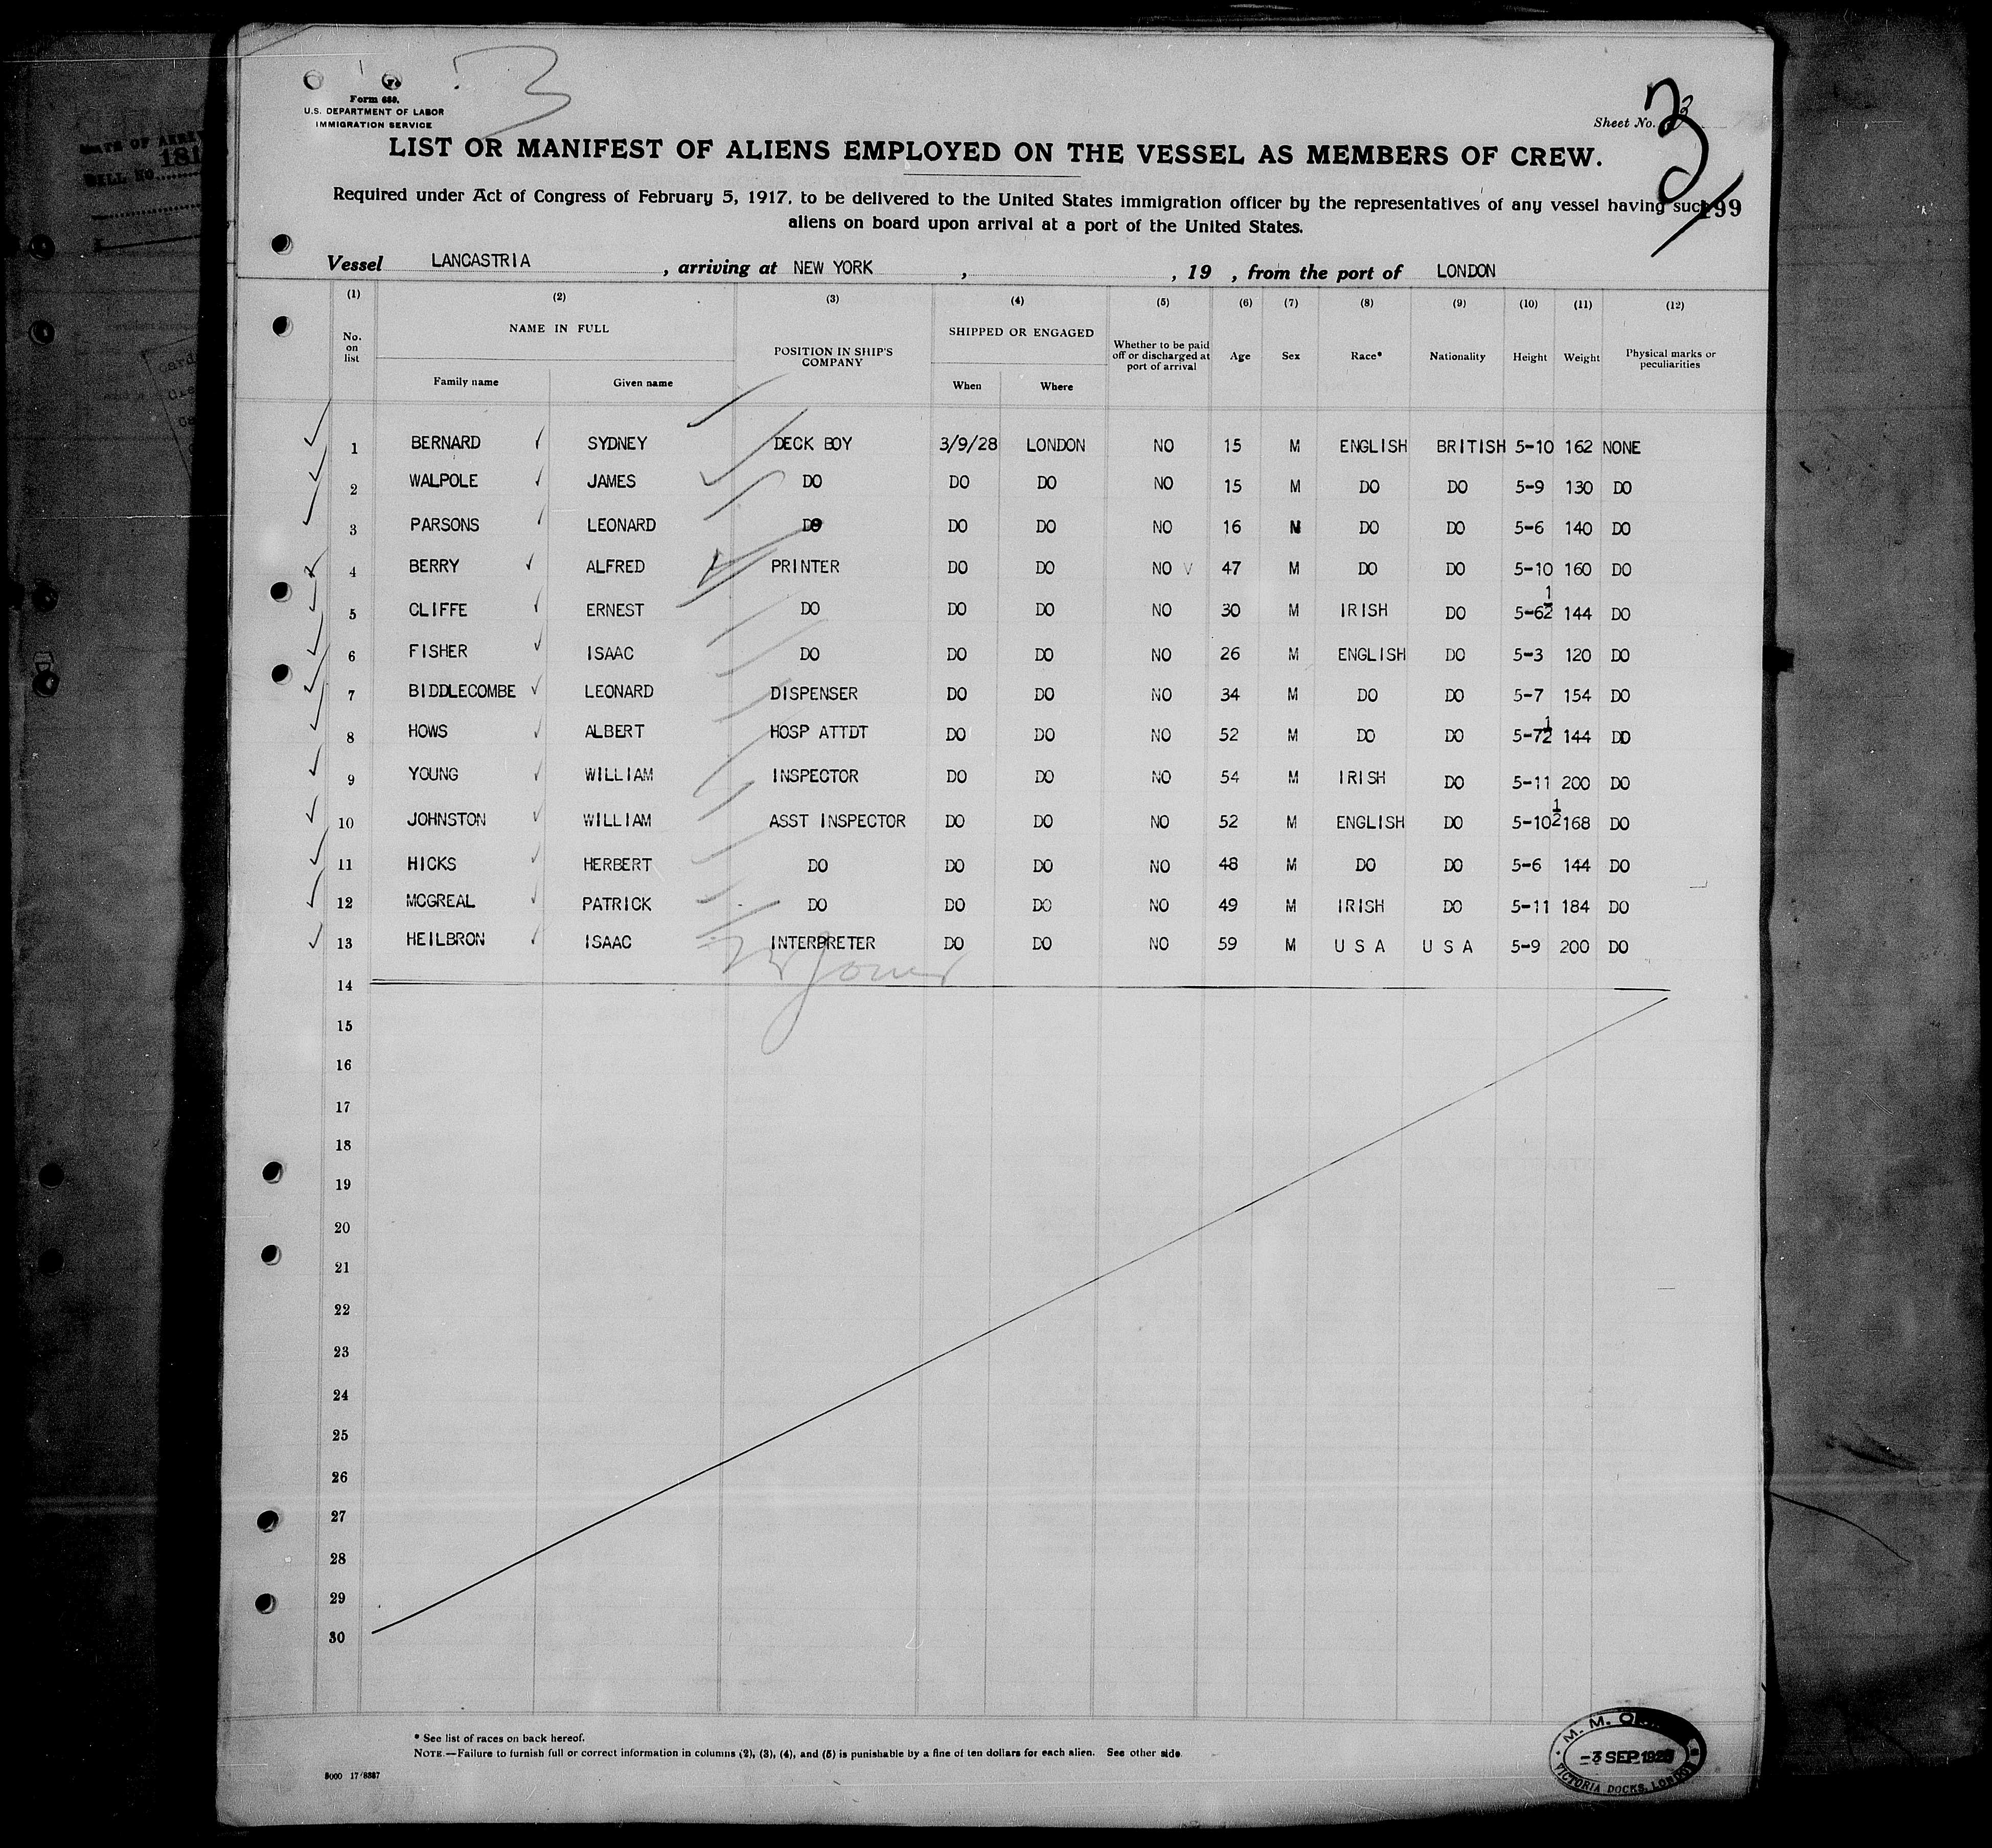 3
Form 680.
U.S. DEPARTMENT OF LABOR
IMMIGRATION SERVICE
Sheet No. 3
3
LIST OR MANIFEST OF ALIENS EMPLOYED ON THE VESSEL AS MEMBERS OF CREW.
Required under Act of Congress of February 5, 1917, to be delivered to the United States immigration officer by the representatives of any vessel having such
199
aliens on board upon arrival at a port of the United States.
Vessel LANCASTRIA , arriving at NEW YORK , , 19 , from the port of LONDON
(1) (2) (3) (4) (5) (6) (7) (8) (9) (10) (11) (12)
No. on list NAME IN FULL POSITION IN SHIP'S COMPANY SHIPPED OR ENGAGED Whether to be paid off or discharged at port of arrival Age Sex Race* Nationality Height Weight Physical marks or peculiarities
Family name Given name When Where
1 BERNARD SYDNEY DECK BOY 3/9/28 LONDON NO 15 M ENGLISH BRITISH 5-10 162 NONE
2 WALPOLE JAMES DO DO DO NO 15 M DO DO 5-9 130 DO
3 PARSONS LEONARD DO DO DO NO 16 M DO DO 5-6 140 DO
4 BERRY ALFRED PRINTER DO DO NO 47 M DO DO 5-10 160 DO
5 CLIFFE ERNEST DO DO DO NO 30 M IRISH DO 5-6½ 144 DO
6 FISHER ISAAC DO DO DO NO 26 M ENGLISH DO 5-3 120 DO
7 BIDDLECOMBE LEONARD DISPENSER DO DO NO 34 M DO DO 5-7 154 DO
8 HOWS ALBERT HOSP ATTDT DO DO NO 52 M DO DO 5-7½ 144 DO
9 YOUNG WILLIAM INSPECTOR DO DO NO 54 M IRISH DO 5-11 200 DO
10 JOHNSTON WILLIAM ASST INSPECTOR DO DO NO 52 M ENGLISH DO 5-10½ 168 DO
11 HICKS HERBERT DO DO DO NO 48 M DO DO 5-6 144 DO
12 MCGREAL PATRICK DO DO DO NO 49 M IRISH DO 5-11 184 DO
13 HEILBRON ISAAC INTERPRETER DO DO NO 59 M U S A U S A 5-9 200 DO
14
15
16
17
18
19
20
21
22
23
24
25
26
27
28
29
30
* See list of races on back hereof.
NOTE.—Failure to furnish full or correct information in columns (2), (3), (4), and (5) is punishable by a fine of ten dollars for each alien. See other side.
5000 17/8387
M. M.
-3 SEP 1928
VICTORIA DOCKS, LONDON